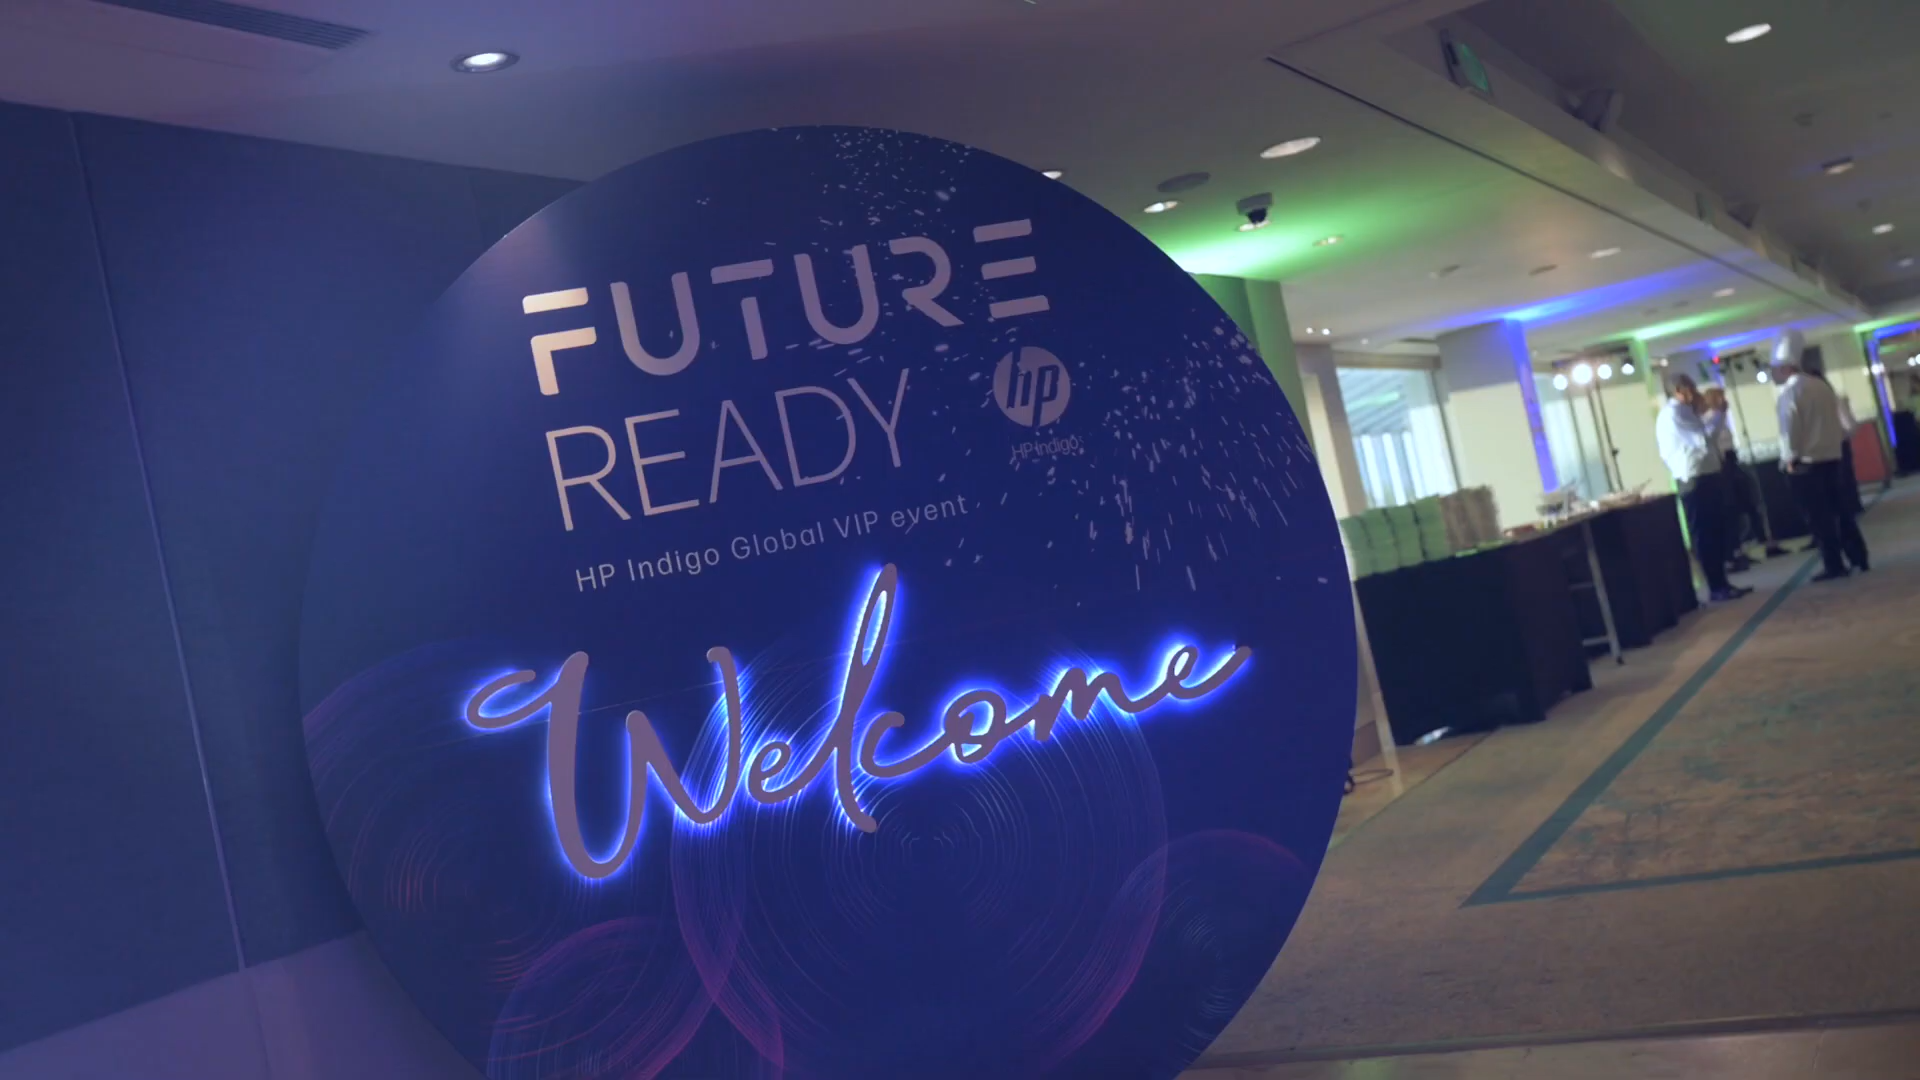 FUTURE
READY
hp
HP Indigo
HP Indigo Global VIP event
Welcome